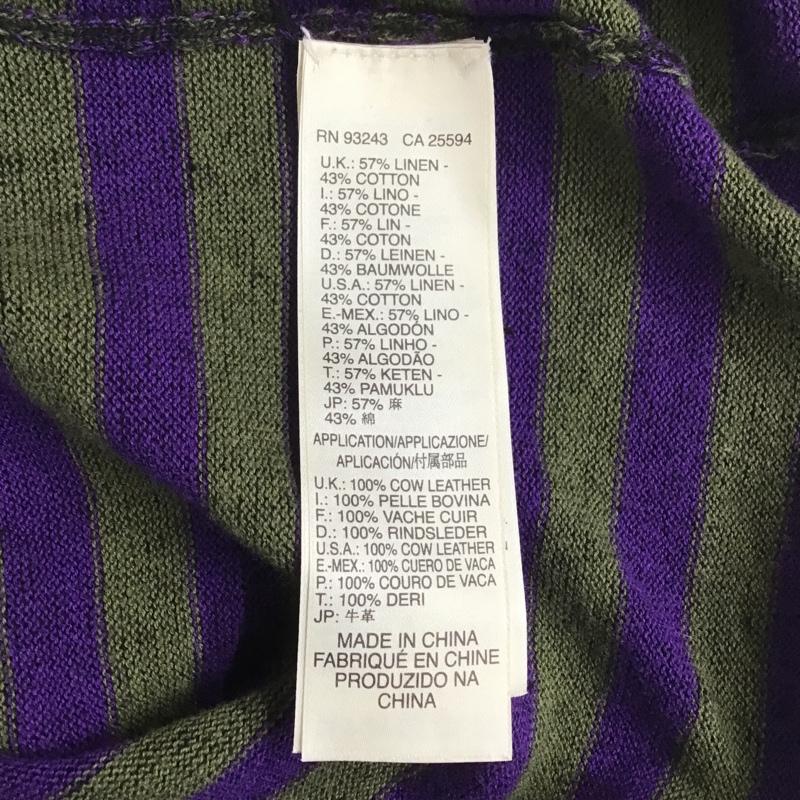 RN 93243 CA 25594
U.K.: 57% LINEN -
43% COTTON
I.: 57% LINO -
43% COTONE
F.: 57% LIN -
43% COTON
D.: 57% LEINEN -
43% BAUMWOLLE
U.S.A.: 57% LINEN -
43% COTTON
E.-MEX.: 57% LINO -
43% ALGODÓN
P.: 57% LINHO -
43% ALGODÃO
T.: 57% KETEN -
43% PAMUKLU
JP: 57% 麻
43% 綿
APPLICATION/APPLICAZIONE/
APLICACIÓN/付属部品
U.K.: 100% COW LEATHER
I.: 100% PELLE BOVINA
F.: 100% VACHE CUIR
D.: 100% RINDSLEDER
U.S.A.: 100% COW LEATHER
E.-MEX.: 100% CUERO DE VACA
P.: 100% COURO DE VACA
T.: 100% DERI
JP: 牛革
MADE IN CHINA
FABRIQUÉ EN CHINE
PRODUZIDO NA
CHINA